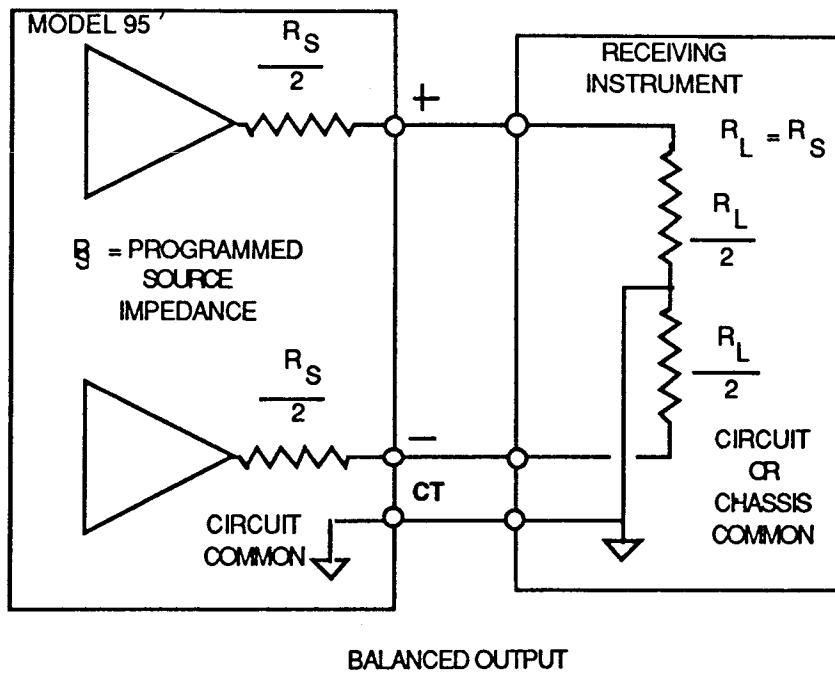 MODEL 95
R S
2
+
RECEIVING
INSTRUMENT
R L = R S
R L
2
R S = PROGRAMMED
SOURCE
IMPEDANCE
R S
2
R L
2
−
CT
CIRCUIT
COMMON
CIRCUIT
OR
CHASSIS
COMMON
BALANCED OUTPUT